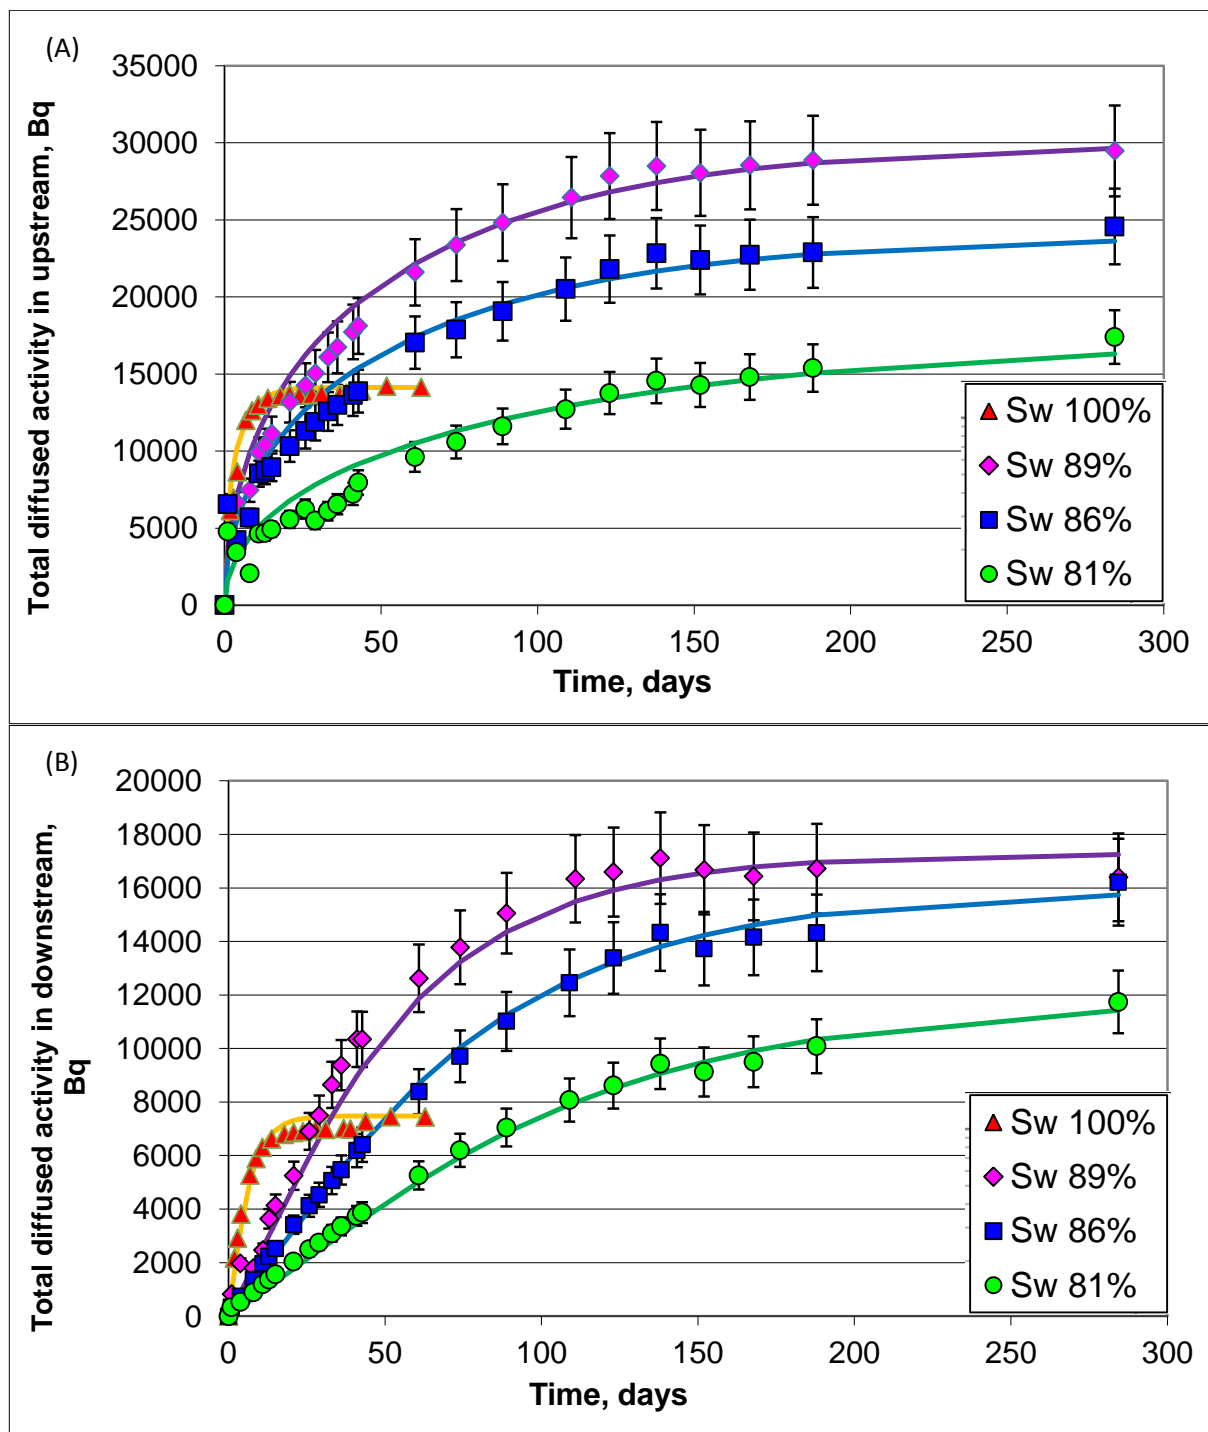 (A)
Total diffused activity in upstream, Bq
35000
30000
25000
20000
15000
10000
5000
0
0 50 100 150 200 250 300
Time, days
Sw 100%
Sw 89%
Sw 86%
Sw 81%
(B)
Total diffused activity in downstream,
Bq
20000
18000
16000
14000
12000
10000
8000
6000
4000
2000
0
0 50 100 150 200 250 300
Time, days
Sw 100%
Sw 89%
Sw 86%
Sw 81%